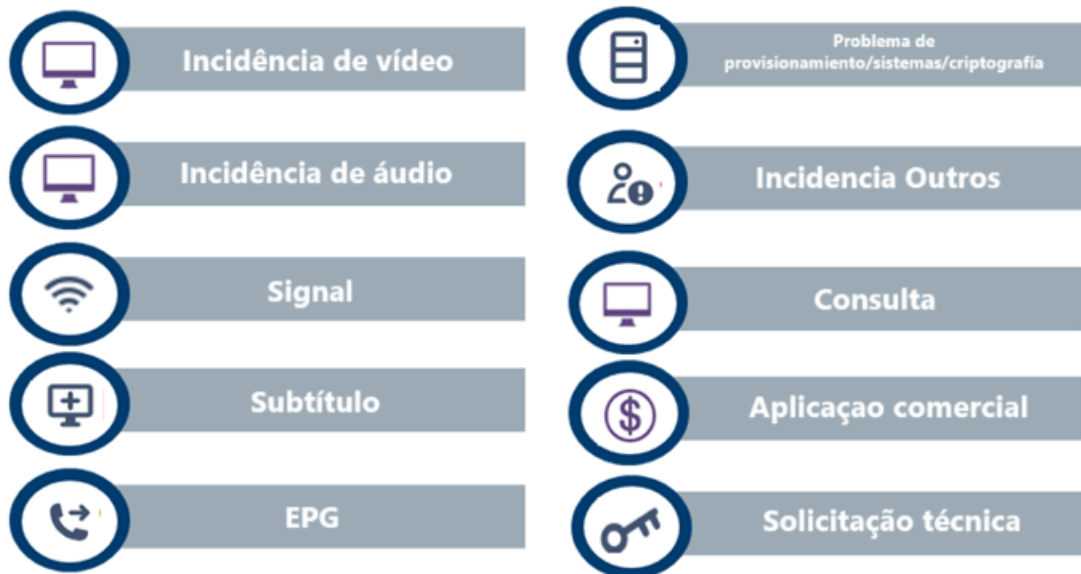 Incidência de vídeo
Incidência de áudio
Signal
Subtítulo
EPG
Problema de
provisionamiento/sistemas/criptografía
Incidencia Outros
Consulta
Aplicaçao comercial
Solicitação técnica